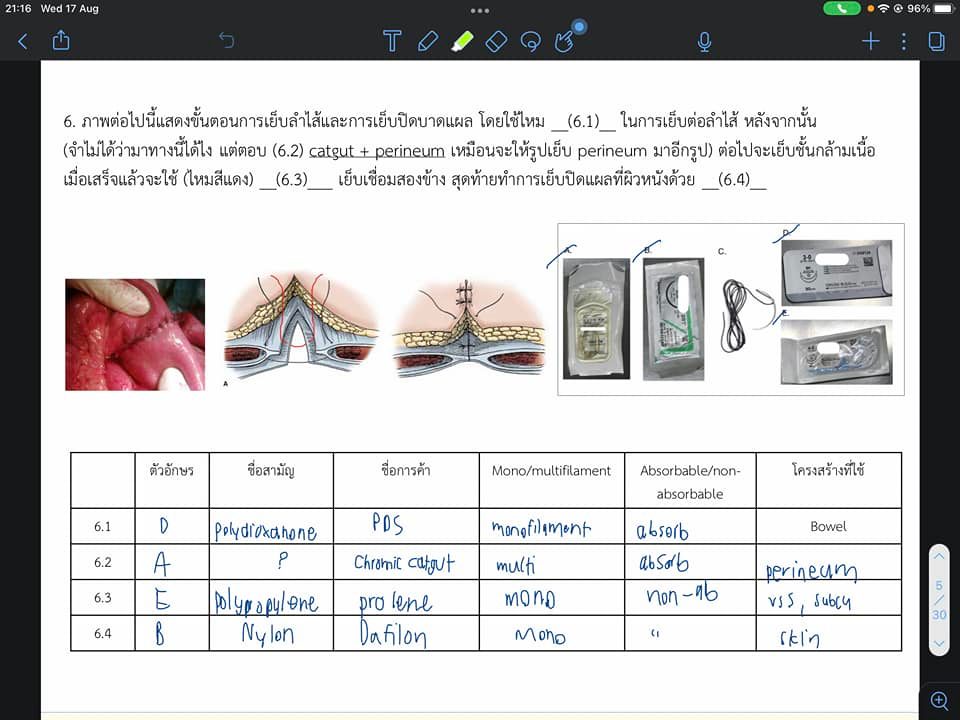 21:16 Wed 17 Aug
96%
6. ภาพต่อไปนี้แสดงขั้นตอนการเย็บลำไส้และการเย็บปิดบาดแผล โดยใช้ไหม __(6.1)__ ในการเย็บต่อลำไส้ หลังจากนั้น
(จำไม่ได้ว่ามาทางนี้ได้ไง แต่ตอบ (6.2) catgut + perineum เหมือนจะให้รูปเย็บ perineum มาอีกรูป) ต่อไปจะเย็บชั้นกล้ามเนื้อ
เมื่อเสร็จแล้วจะใช้ (ไหมสีแดง) __(6.3)___ เย็บเชื่อมสองข้าง สุดท้ายทำการเย็บปิดแผลที่ผิวหนังด้วย __(6.4)__
A. B. C. D.
E.
A
ตัวอักษร ชื่อสามัญ ชื่อการค้า Mono/multifilament Absorbable/non-absorbable โครงสร้างที่ใช้
6.1 D polydioxanone PDS monofilament absorb Bowel
6.2 A ? Chromic catgut multi absorb perineum
6.3 E polypropylene prolene mono non-ab vss, subcu
6.4 B Nylon Dafilon mono " skin
5
/
30